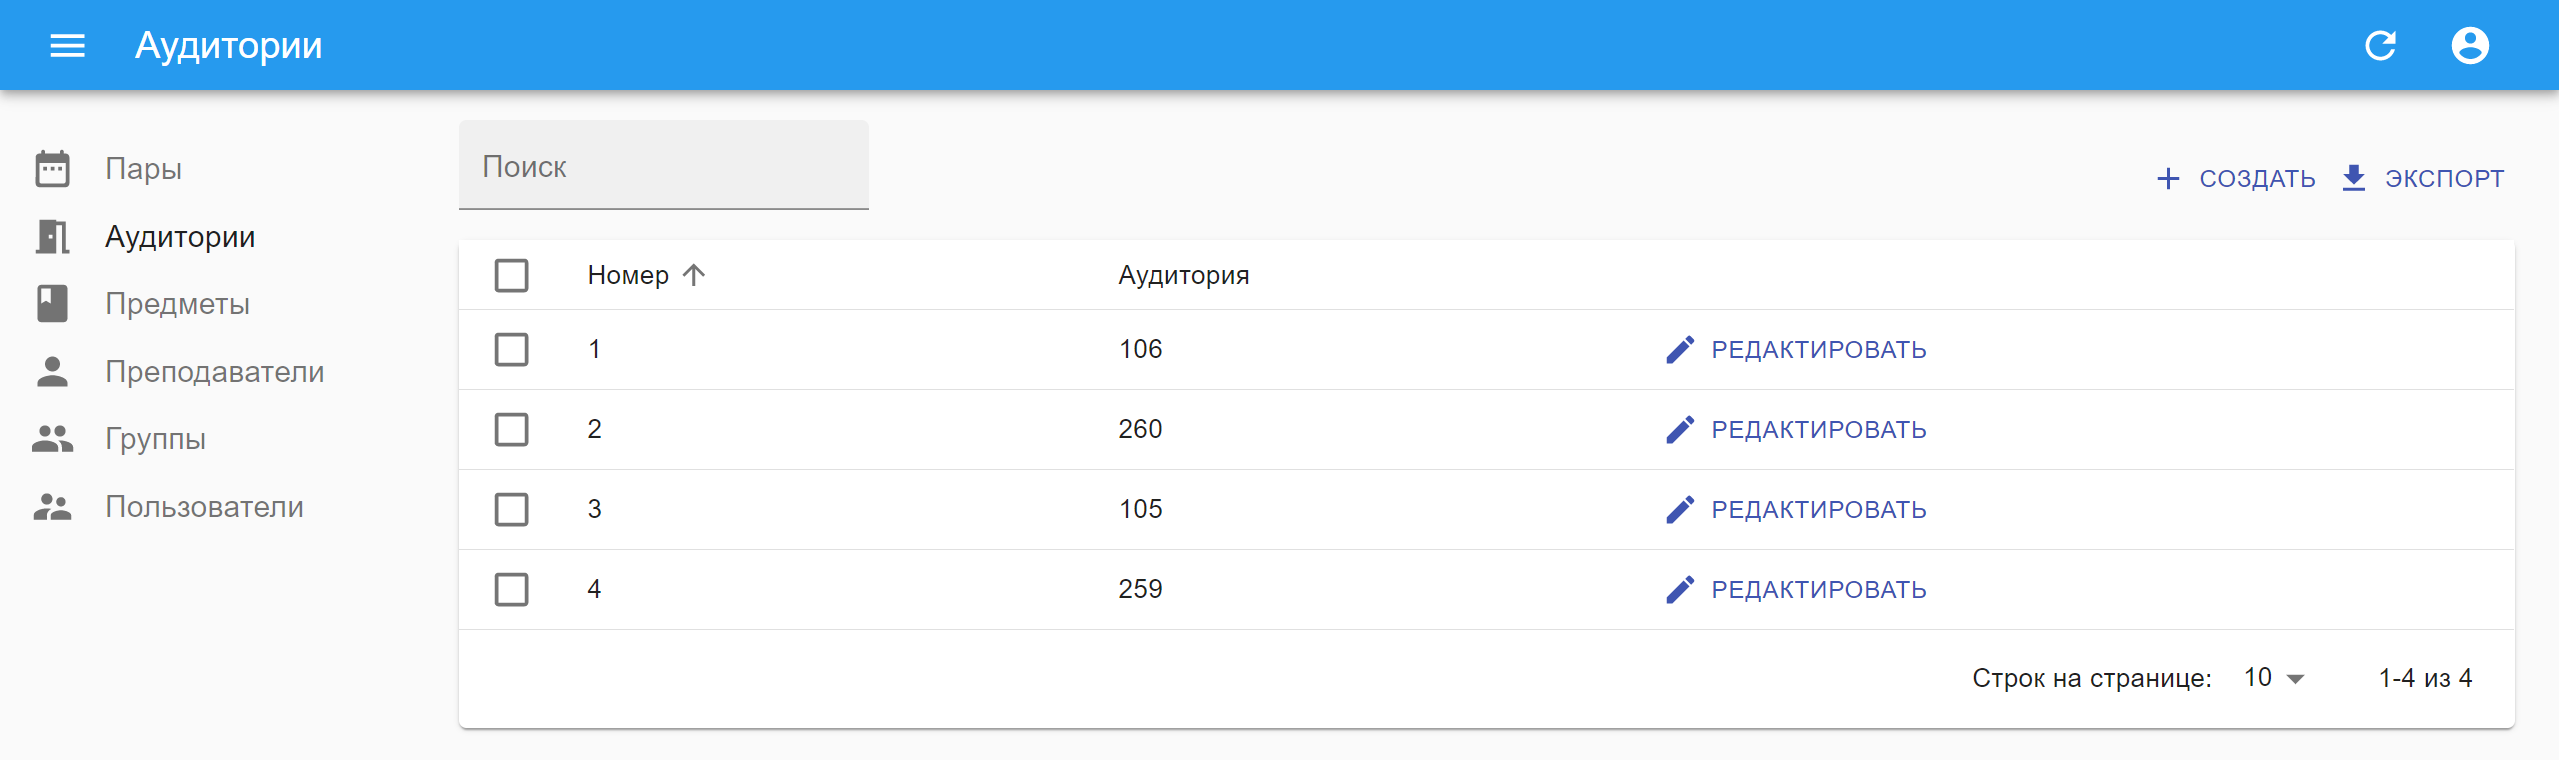 Аудитории
Пары
Аудитории
Предметы
Преподаватели
Группы
Пользователи
Поиск
СОЗДАТЬ ЭКСПОРТ
Номер Аудитория
1 106 РЕДАКТИРОВАТЬ
2 260 РЕДАКТИРОВАТЬ
3 105 РЕДАКТИРОВАТЬ
4 259 РЕДАКТИРОВАТЬ
Строк на странице: 10 1-4 из 4